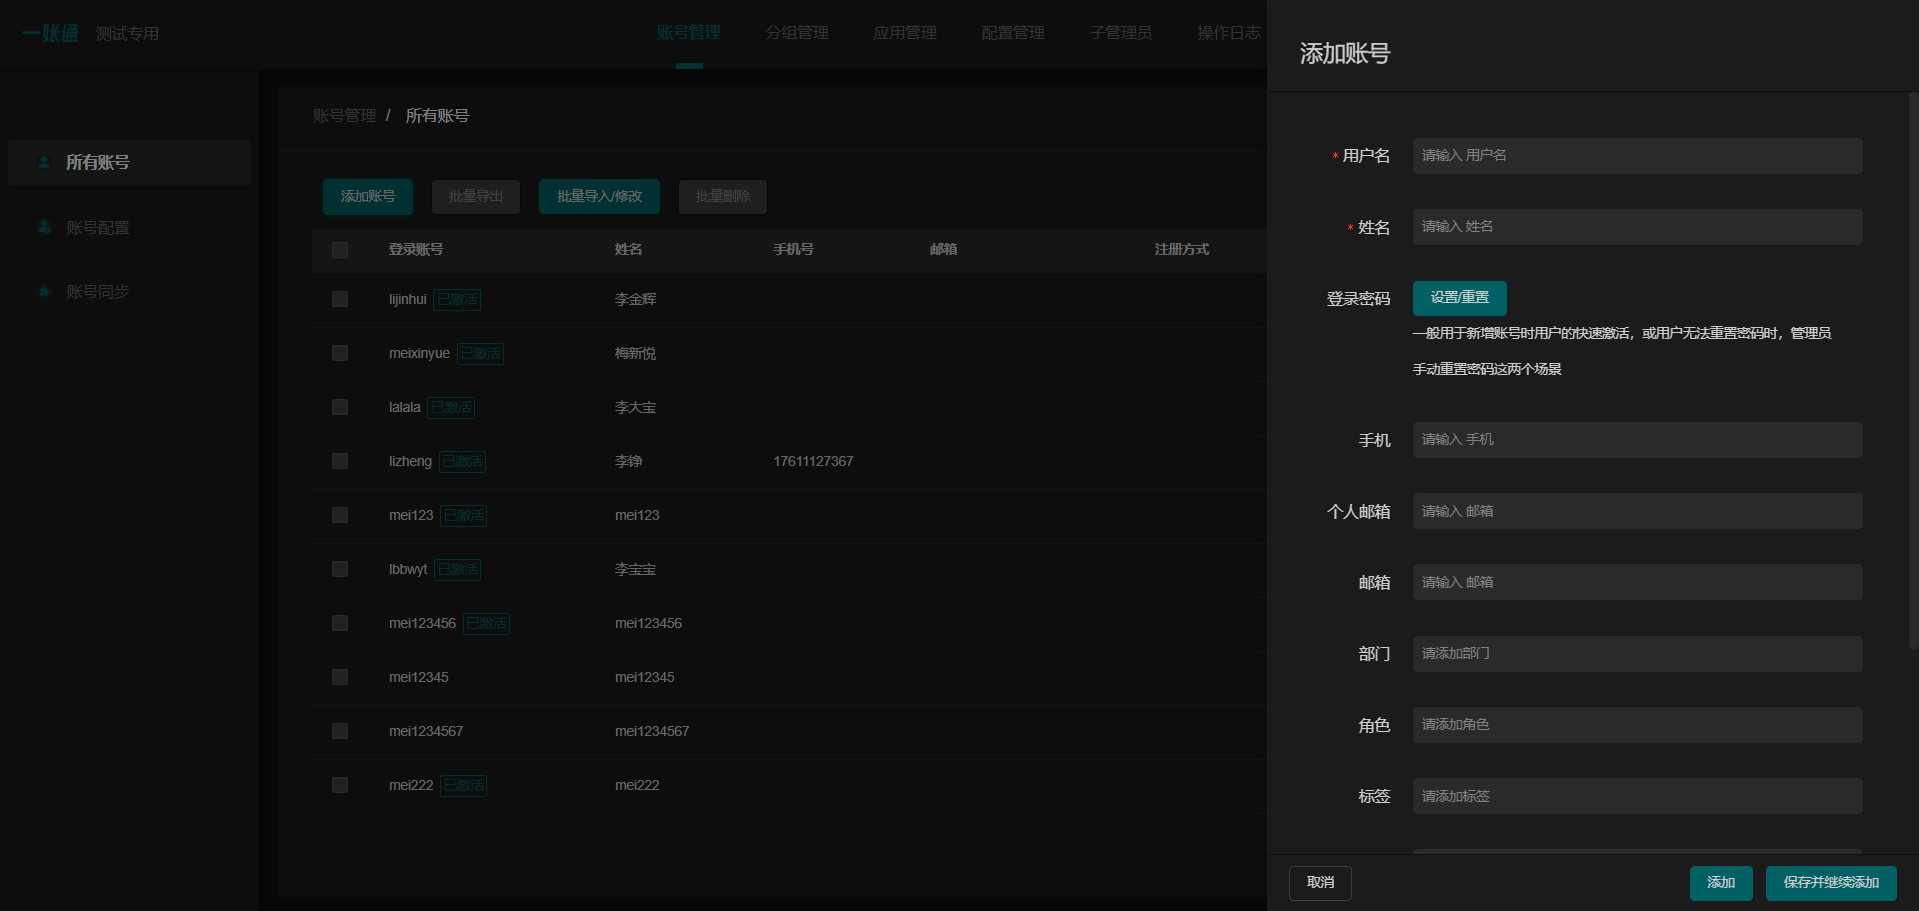 一账通 测试专用
账号管理 分组管理 应用管理 配置管理 子管理员 操作日志
所有账号
账号配置
账号同步
账号管理 / 所有账号
添加账号 批量导出 批量导入/修改 批量删除
登录账号 姓名 手机号 邮箱 注册方式
lijinhui 已激活 李金辉
meixinyue 已激活 梅新悦
lalala 已激活 李大宝
lizheng 已激活 李铮 17611127367
mei123 已激活 mei123
lbbwyt 已激活 李宝宝
mei123456 已激活 mei123456
mei12345 mei12345
mei1234567 mei1234567
mei222 已激活 mei222
添加账号
* 用户名 请输入 用户名
* 姓名 请输入 姓名
登录密码 设置/重置
一般用于新增账号时用户的快速激活，或用户无法重置密码时，管理员
手动重置密码这两个场景
手机 请输入 手机
个人邮箱 请输入 邮箱
邮箱 请输入 邮箱
部门 请添加部门
角色 请添加角色
标签 请添加标签
取消 添加 保存并继续添加